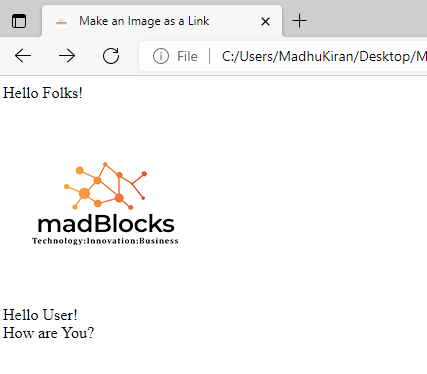 Make an Image as a Link
File | C:/Users/MadhuKiran/Desktop/M
Hello Folks!
madBlocks
Technology:Innovation:Business
Hello User!
How are You?